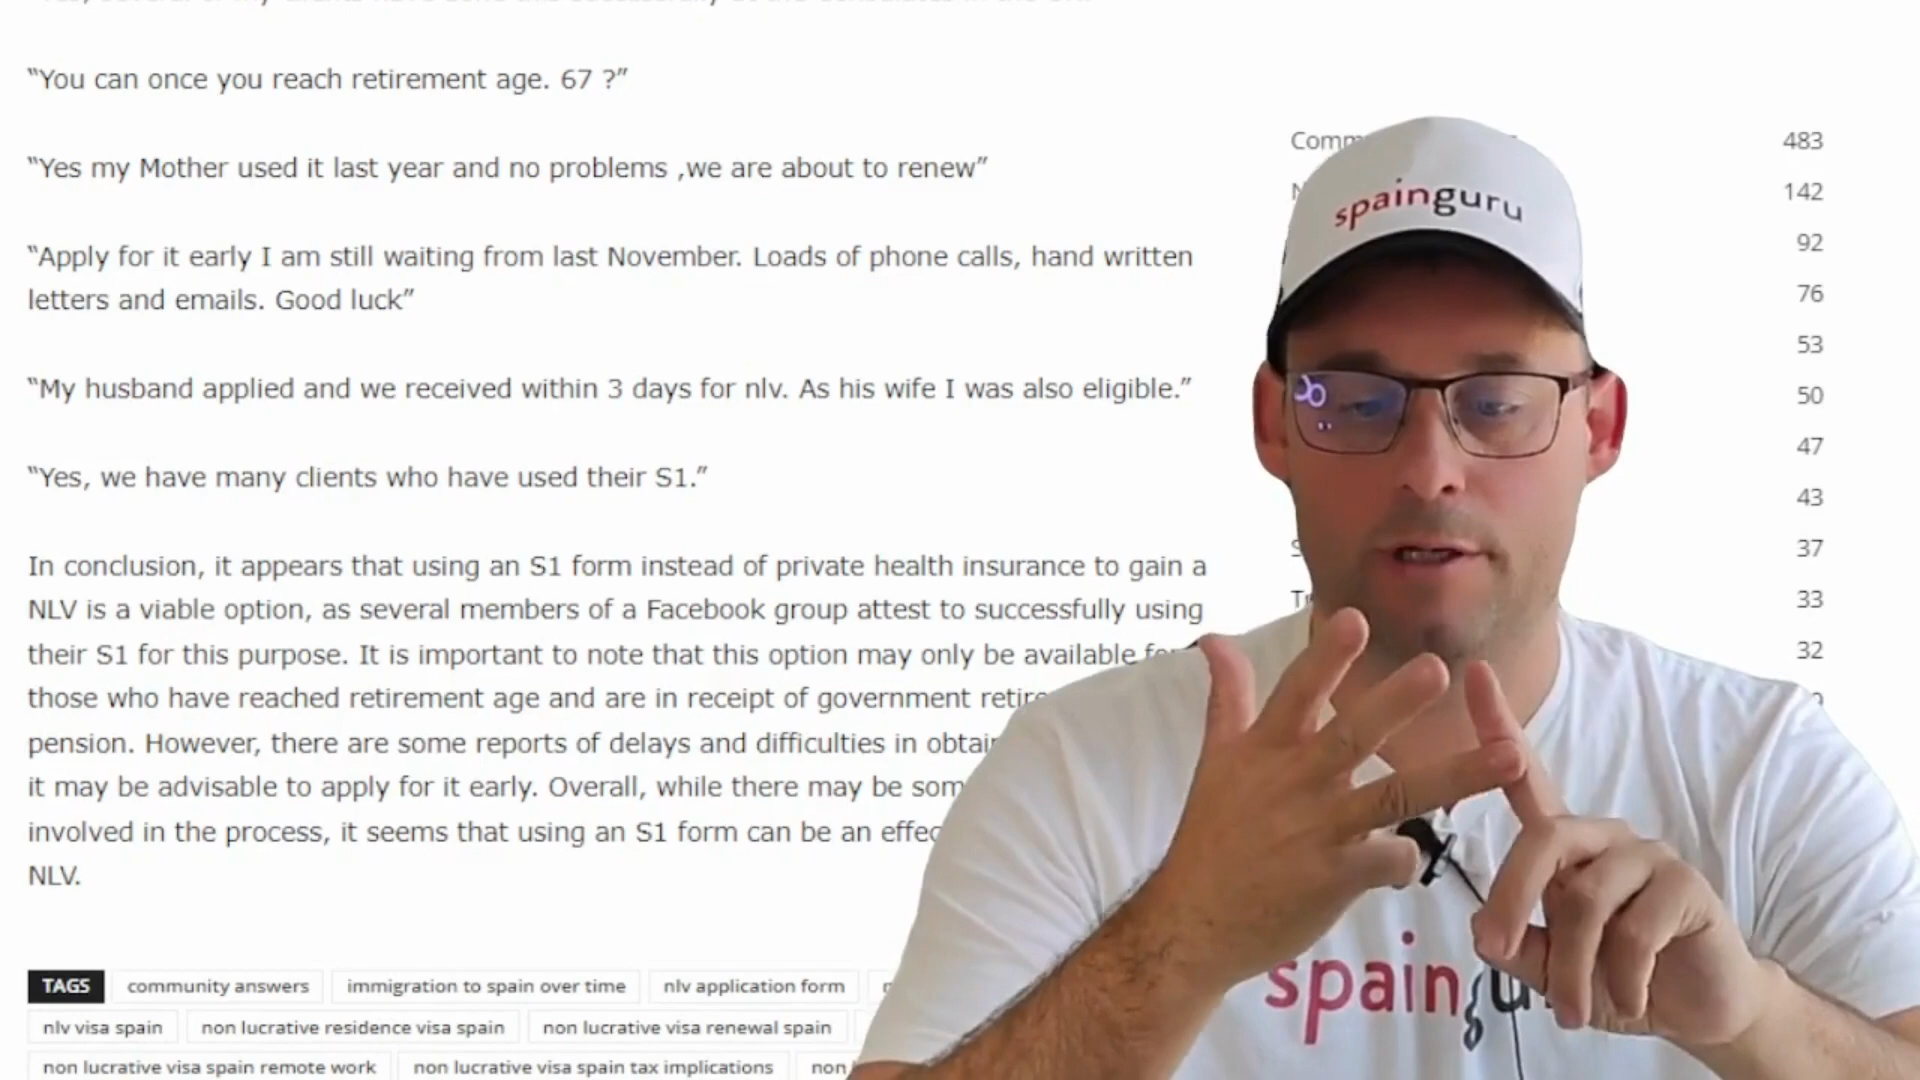 “You can once you reach retirement age. 67 ?”
“Yes my Mother used it last year and no problems ,we are about to renew”
“Apply for it early I am still waiting from last November. Loads of phone calls, hand written
letters and emails. Good luck”
“My husband applied and we received within 3 days for nlv. As his wife I was also eligible.”
“Yes, we have many clients who have used their S1.”
In conclusion, it appears that using an S1 form instead of private health insurance to gain a
NLV is a viable option, as several members of a Facebook group attest to successfully using
their S1 for this purpose. It is important to note that this option may only be available
those who have reached retirement age and are in receipt of government
pension. However, there are some reports of delays and difficulties in
it may be advisable to apply for it early. Overall, while there may be
involved in the process, it seems that using an S1 form can be an
NLV.
TAGS community answers immigration to spain over time nlv application form
nlv visa spain non lucrative residence visa spain non lucrative visa renewal spain
non lucrative visa spain remote work non lucrative visa spain tax implications non
483
142
92
76
53
50
47
43
37
33
32
spainguru
spain